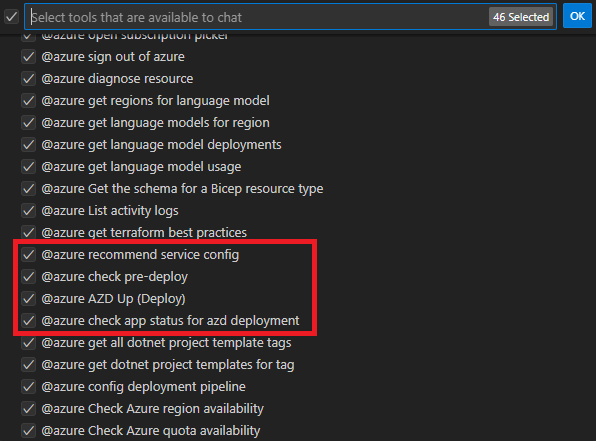 Select tools that are available to chat
46 Selected
OK
@azure open subscription picker
@azure sign out of azure
@azure diagnose resource
@azure get regions for language model
@azure get language models for region
@azure get language model deployments
@azure get language model usage
@azure Get the schema for a Bicep resource type
@azure List activity logs
@azure get terraform best practices
@azure recommend service config
@azure check pre-deploy
@azure AZD Up (Deploy)
@azure check app status for azd deployment
@azure get all dotnet project template tags
@azure get dotnet project templates for tag
@azure config deployment pipeline
@azure Check Azure region availability
@azure Check Azure quota availability